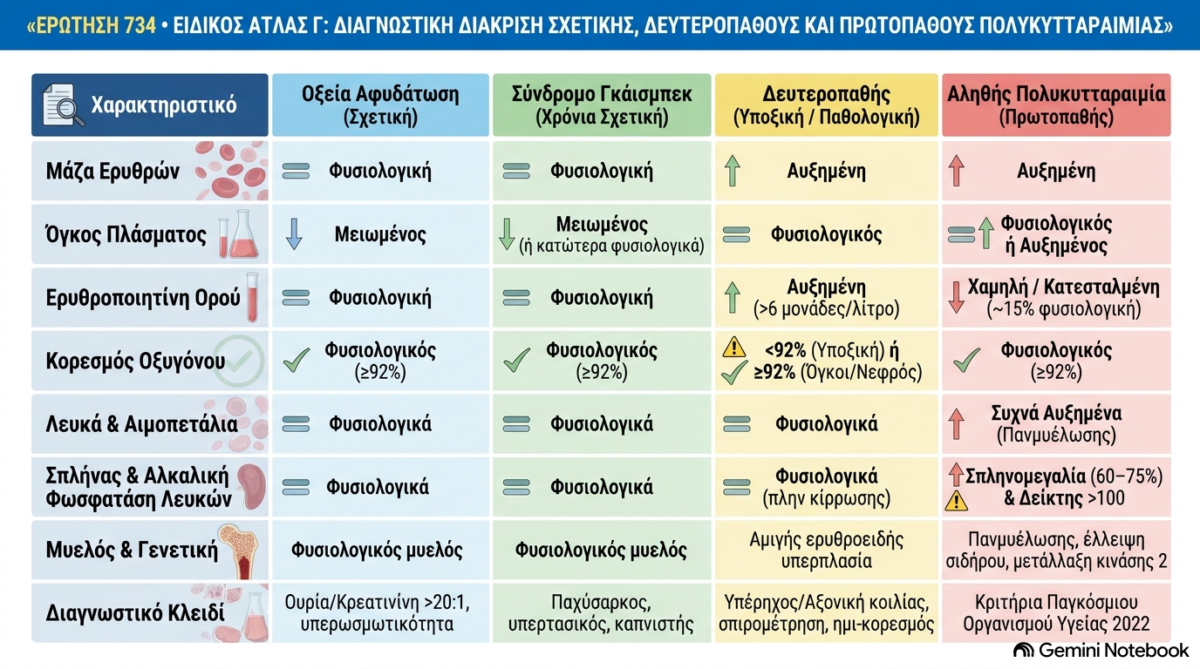 «ΕΡΩΤΗΣΗ 734 • ΕΙΔΙΚΟΣ ΑΤΛΑΣ Γ: ΔΙΑΓΝΩΣΤΙΚΗ ΔΙΑΚΡΙΣΗ ΣΧΕΤΙΚΗΣ, ΔΕΥΤΕΡΟΠΑΘΟΥΣ ΚΑΙ ΠΡΩΤΟΠΑΘΟΥΣ ΠΟΛΥΚΥΤΤΑΡΑΙΜΙΑΣ»
Χαρακτηριστικό
Οξεία Αφυδάτωση
(Σχετική)
Σύνδρομο Γκάισμπεκ
(Χρόνια Σχετική)
Δευτεροπαθής
(Υποξική / Παθολογική)
Αληθής Πολυκυτταραιμία
(Πρωτοπαθής)
Μάζα Ερυθρών
= Φυσιολογική
= Φυσιολογική
↑ Αυξημένη
↑ Αυξημένη
Όγκος Πλάσματος
↓ Μειωμένος
↓ Μειωμένος
(ή κατώτερα φυσιολογικά)
= Φυσιολογικός
=↑ Φυσιολογικός
ή Αυξημένος
Ερυθροποιητίνη Ορού
= Φυσιολογική
= Φυσιολογική
↑ Αυξημένη
(>6 μονάδες/λίτρο)
↓ Χαμηλή / Κατεσταλμένη
(~15% φυσιολογική)
Κορεσμός Οξυγόνου
✓ Φυσιολογικός
(≥92%)
✓ Φυσιολογικός
(≥92%)
⚠ <92% (Υποξική) ή
✓ ≥92% (Όγκοι/Νεφρός)
✓ Φυσιολογικός
(≥92%)
Λευκά & Αιμοπετάλια
= Φυσιολογικά
= Φυσιολογικά
= Φυσιολογικά
↑ Συχνά Αυξημένα
(Πανμυέλωσης)
Σπλήνας & Αλκαλική
Φωσφατάση Λευκών
= Φυσιολογικά
= Φυσιολογικά
= Φυσιολογικά
(πλην κίρρωσης)
↑ Σπληνομεγαλία (60–75%)
⚠ & Δείκτης >100
Μυελός & Γενετική
Φυσιολογικός μυελός
Φυσιολογικός μυελός
Αμιγής ερυθροειδής
υπερπλασία
Πανμυέλωσης, έλλειψη
σιδήρου, μετάλλαξη κινάσης 2
Διαγνωστικό Κλειδί
Ουρία/Κρεατινίνη >20:1,
υπερωσμωτικότητα
Παχύσαρκος,
υπερτασικός, καπνιστής
Υπέρηχος/Αξονική κοιλίας,
σπιρομέτρηση, ημι-κορεσμός
Κριτήρια Παγκόσμιου
Οργανισμού Υγείας 2022
Gemini Notebook